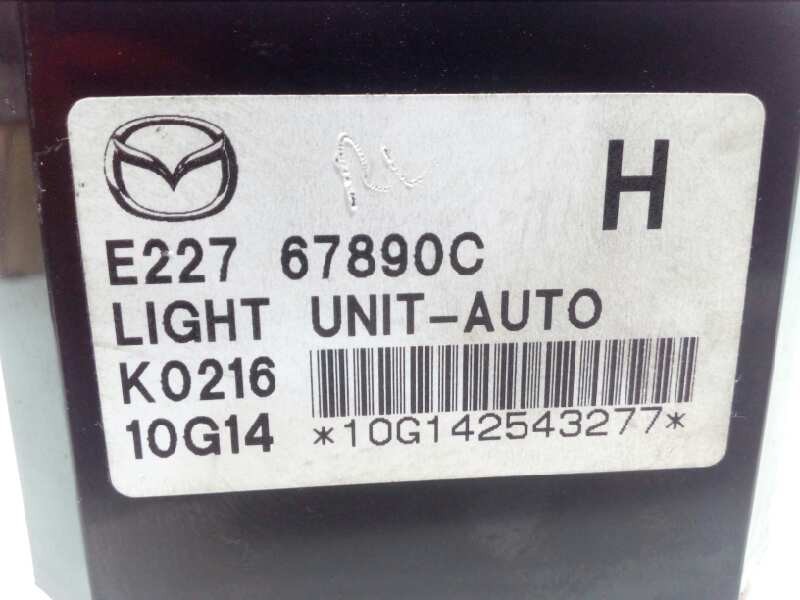 H
E227 67890C
LIGHT UNIT-AUTO
K0216
10G14 *10G142543277*